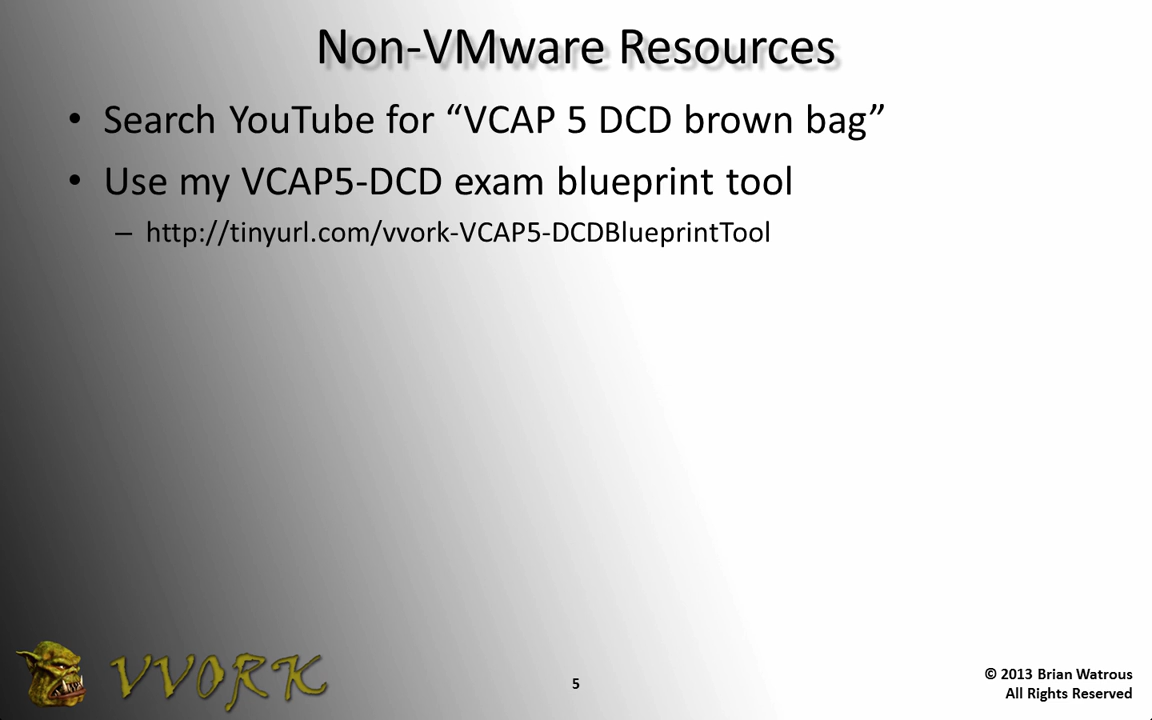 Non-VMware Resources
• Search YouTube for “VCAP 5 DCD brown bag”
• Use my VCAP5-DCD exam blueprint tool
– http://tinyurl.com/vvork-VCAP5-DCDBlueprintTool
VVORK
5
© 2013 Brian Watrous
All Rights Reserved